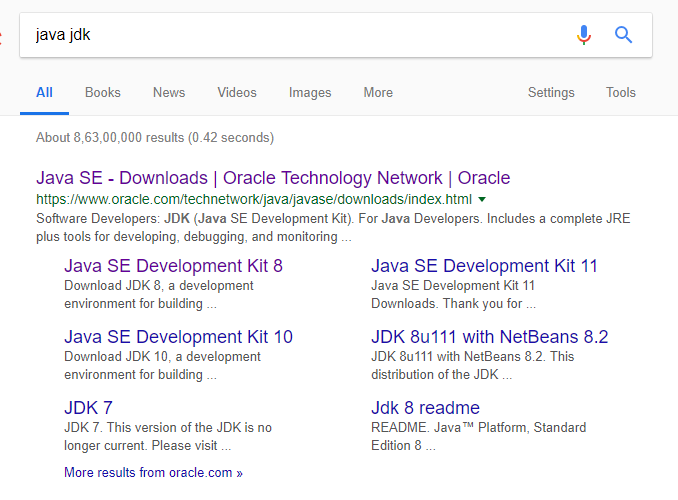 java jdk
All Books News Videos Images More Settings Tools
About 8,63,00,000 results (0.42 seconds)
Java SE - Downloads | Oracle Technology Network | Oracle
https://www.oracle.com/technetwork/java/javase/downloads/index.html
Software Developers: JDK (Java SE Development Kit). For Java Developers. Includes a complete JRE
plus tools for developing, debugging, and monitoring ...
Java SE Development Kit 8
Download JDK 8, a development
environment for building ...
Java SE Development Kit 11
Java SE Development Kit 11
Downloads. Thank you for ...
Java SE Development Kit 10
Download JDK 10, a development
environment for building ...
JDK 8u111 with NetBeans 8.2
JDK 8u111 with NetBeans 8.2. This
distribution of the JDK ...
JDK 7
JDK 7. This version of the JDK is no
longer current. Please visit ...
Jdk 8 readme
README. Java™ Platform, Standard
Edition 8 ...
More results from oracle.com »